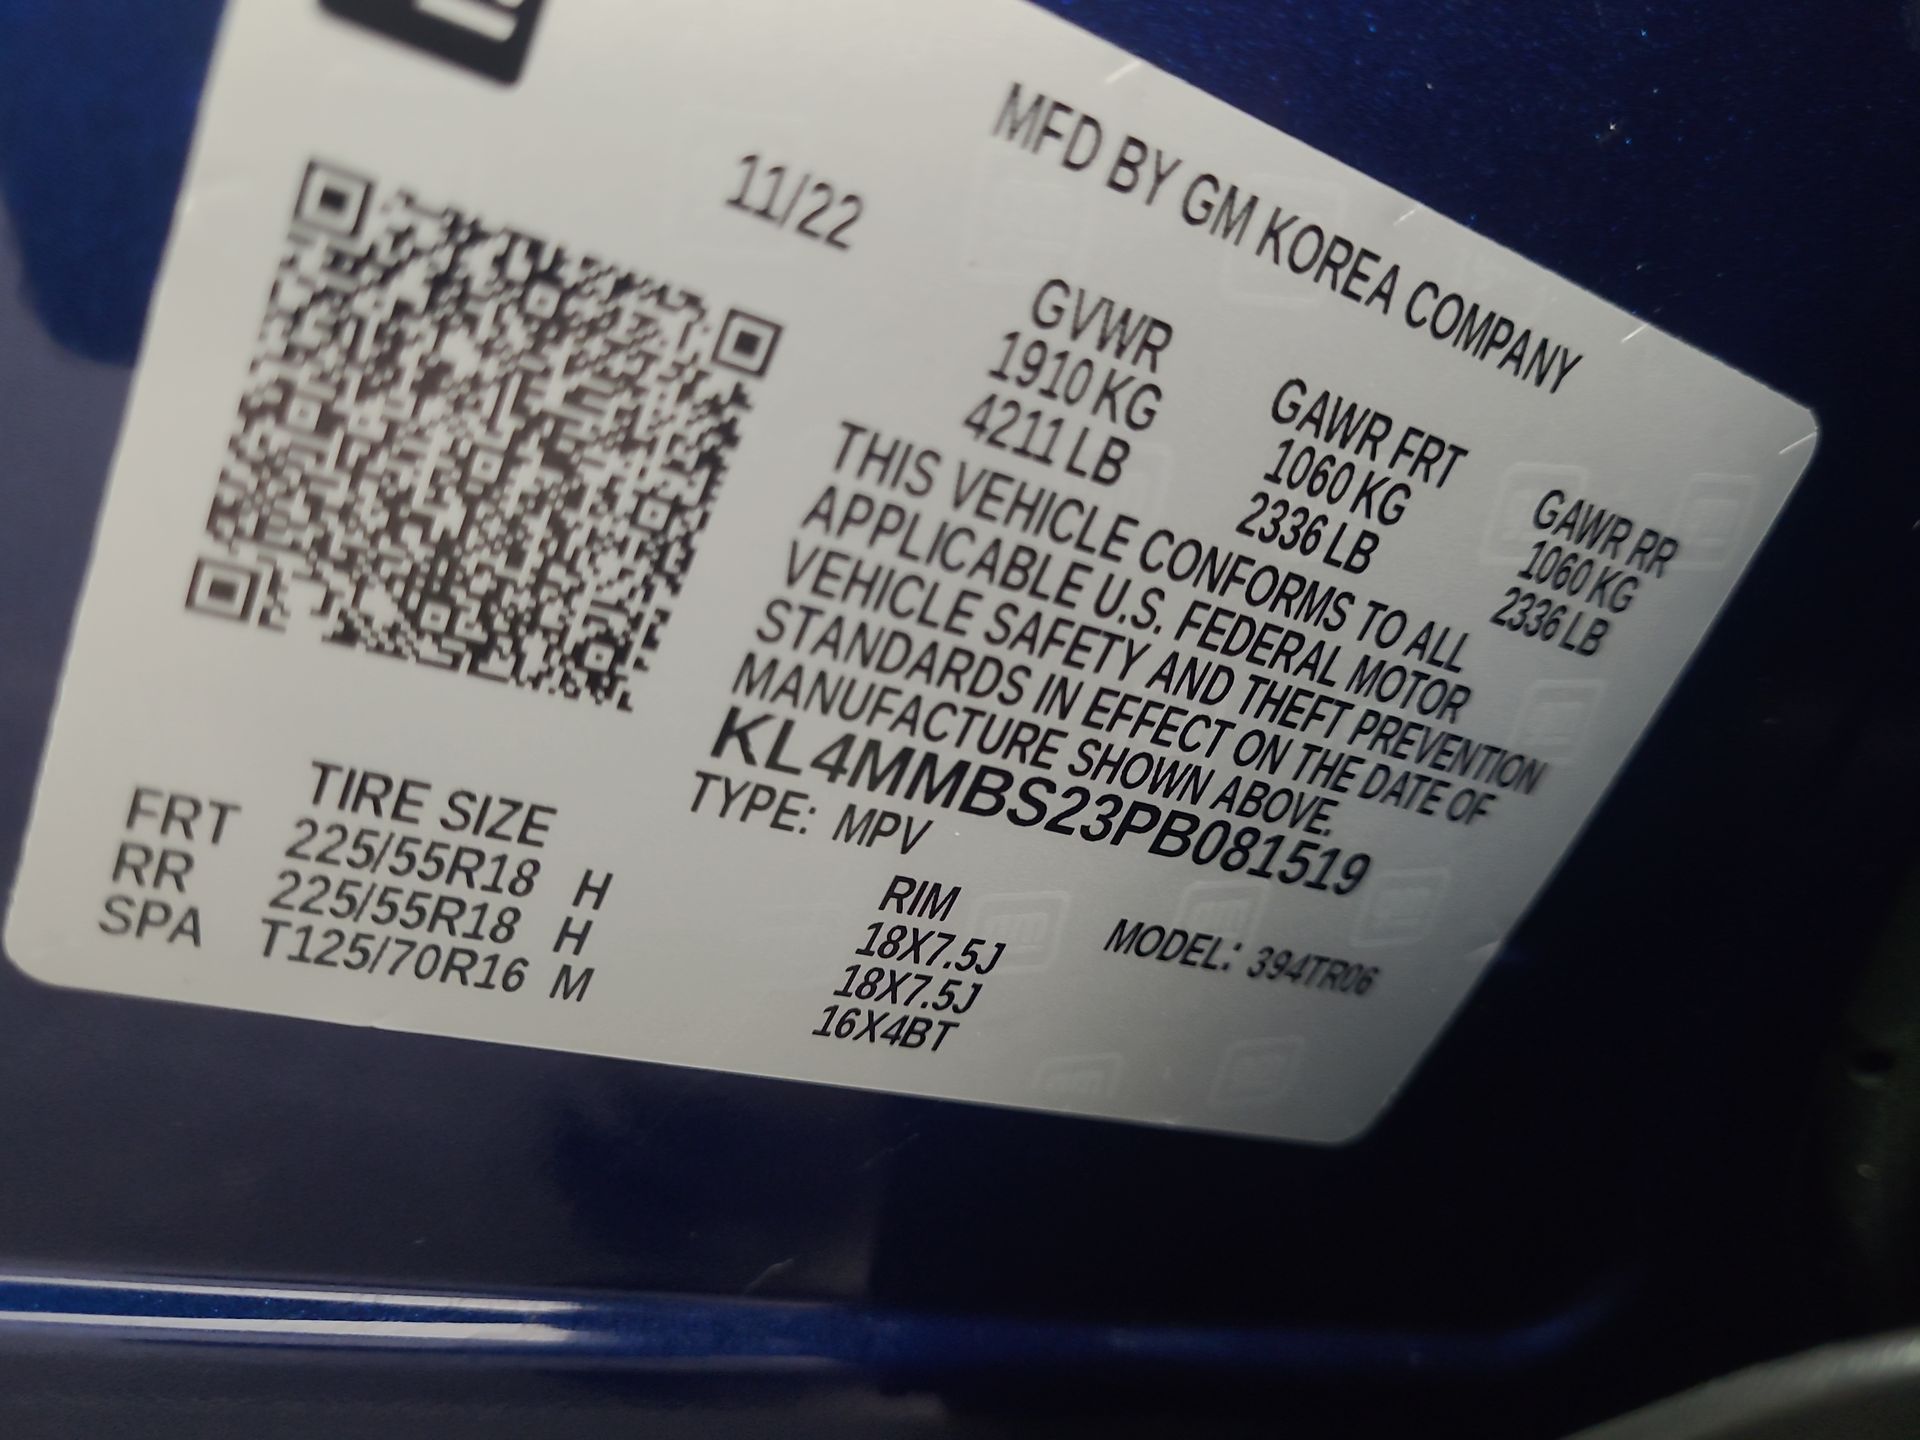 MFD BY GM KOREA COMPANY
11/22
GVWR GAWR FRT GAWR RR
1910 KG 1060 KG 1060 KG
4211 LB 2336 LB 2336 LB
THIS VEHICLE CONFORMS TO ALL
APPLICABLE U.S. FEDERAL MOTOR
VEHICLE SAFETY AND THEFT PREVENTION
STANDARDS IN EFFECT ON THE DATE OF
MANUFACTURE SHOWN ABOVE.
KL4MMBS23PB081519
TYPE: MPV MODEL: 394TR06
TIRE SIZE RIM
FRT 225/55R18 H 18X7.5J
RR 225/55R18 H 18X7.5J
SPA T125/70R16 M 16X4BT